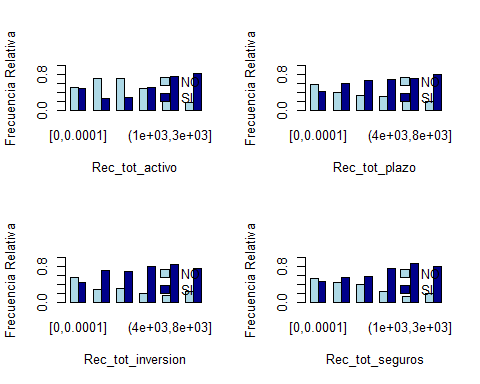 Frecuencia Relativa
0.8
0.0
NO
SI
[0,0.0001]
(1e+03,3e+03]
Rec_tot_activo
Frecuencia Relativa
0.8
0.0
NO
SI
[0,0.0001]
(4e+03,8e+03]
Rec_tot_plazo
Frecuencia Relativa
0.8
0.0
NO
SI
[0,0.0001]
(4e+03,8e+03]
Rec_tot_inversion
Frecuencia Relativa
0.8
0.0
NO
SI
[0,0.0001]
(1e+03,3e+03]
Rec_tot_seguros